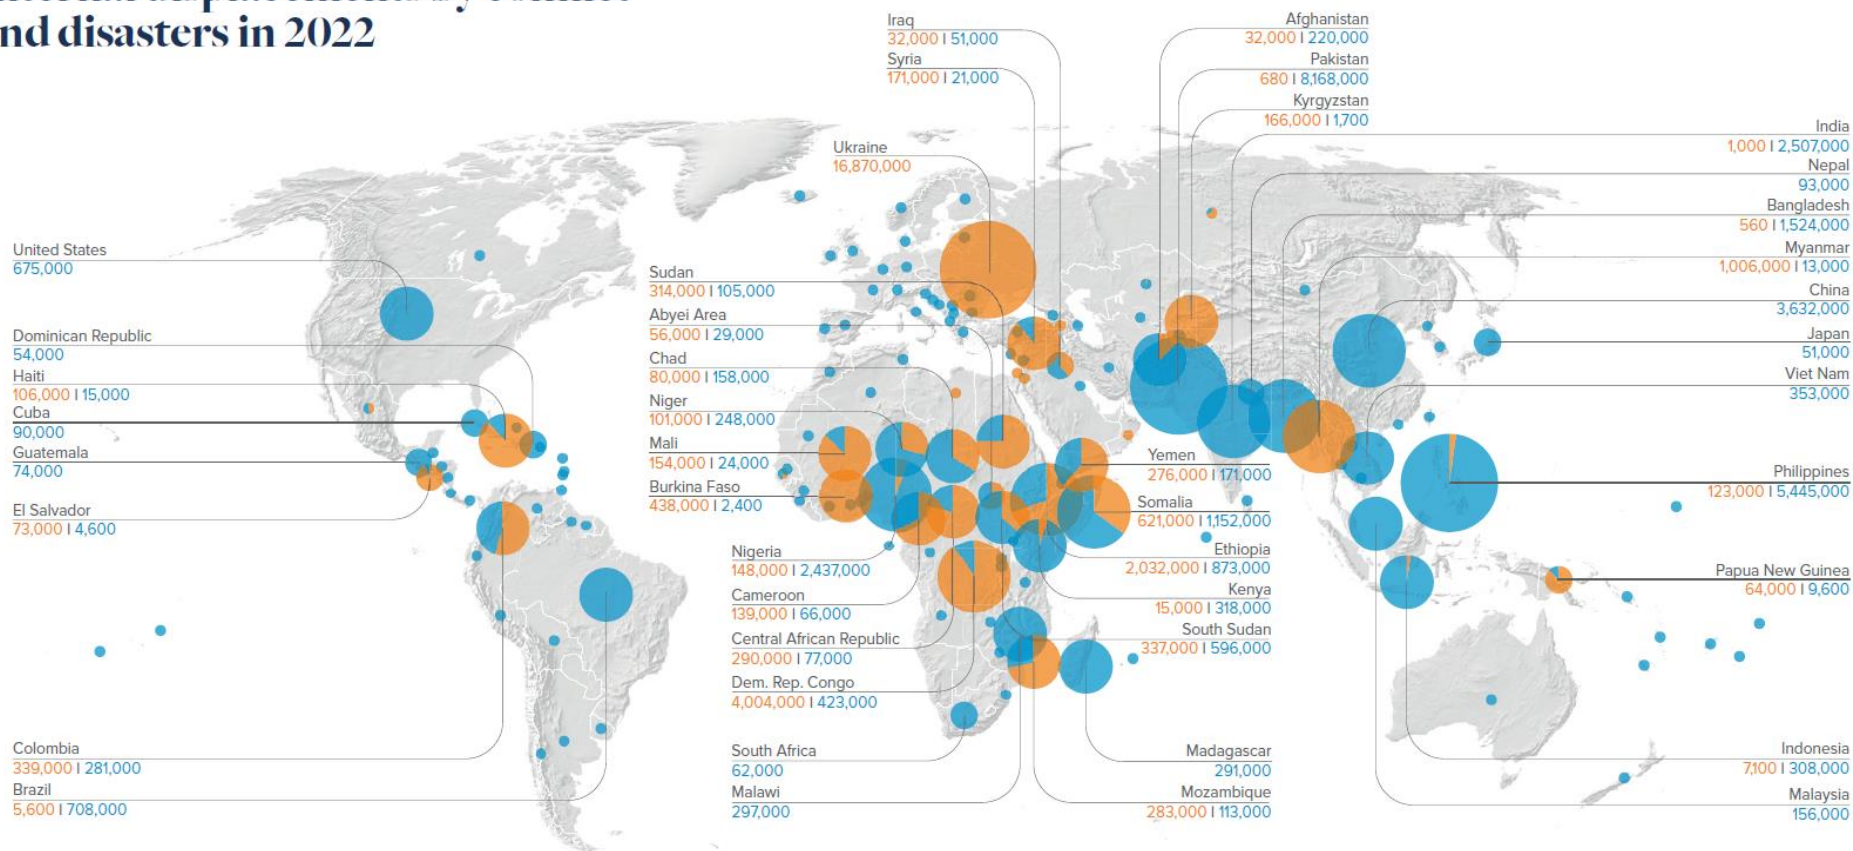 nd disasters in 2022
Iraq
32,000 | 51,000
Syria
171,000 | 21,000
Afghanistan
32,000 | 220,000
Pakistan
680 | 8,168,000
Kyrgyzstan
166,000 | 1,700
Ukraine
16,870,000
India
1,000 | 2,507,000
Nepal
93,000
Bangladesh
560 | 1,524,000
Myanmar
1,006,000 | 13,000
China
3,632,000
Japan
51,000
Viet Nam
353,000
Philippines
123,000 | 5,445,000
Papua New Guinea
64,000 | 9,600
Indonesia
7,100 | 308,000
Malaysia
156,000
United States
675,000
Dominican Republic
54,000
Haiti
106,000 | 15,000
Cuba
90,000
Guatemala
74,000
El Salvador
73,000 | 4,600
Colombia
339,000 | 281,000
Brazil
5,600 | 708,000
Sudan
314,000 | 105,000
Abyei Area
56,000 | 29,000
Chad
80,000 | 158,000
Niger
101,000 | 248,000
Mali
154,000 | 24,000
Burkina Faso
438,000 | 2,400
Nigeria
148,000 | 2,437,000
Cameroon
139,000 | 66,000
Central African Republic
290,000 | 77,000
Dem. Rep. Congo
4,004,000 | 423,000
South Africa
62,000
Malawi
297,000
Yemen
276,000 | 171,000
Somalia
621,000 | 1,152,000
Ethiopia
2,032,000 | 873,000
Kenya
15,000 | 318,000
South Sudan
337,000 | 596,000
Madagascar
291,000
Mozambique
283,000 | 113,000